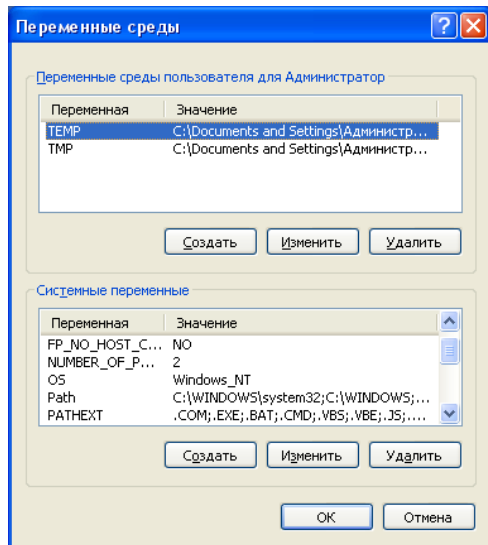 Переменные среды
Переменные среды пользователя для Администратор
Переменная Значение
TEMP C:\Documents and Settings\Администр...
TMP C:\Documents and Settings\Администр...
Создать Изменить Удалить
Системные переменные
Переменная Значение
FP_NO_HOST_C... NO
NUMBER_OF_P... 2
OS Windows_NT
Path C:\WINDOWS\system32;C:\WINDOWS;...
PATHEXT .COM;.EXE;.BAT;.CMD;.VBS;.VBE;.JS;....
Создать Изменить Удалить
ОК Отмена